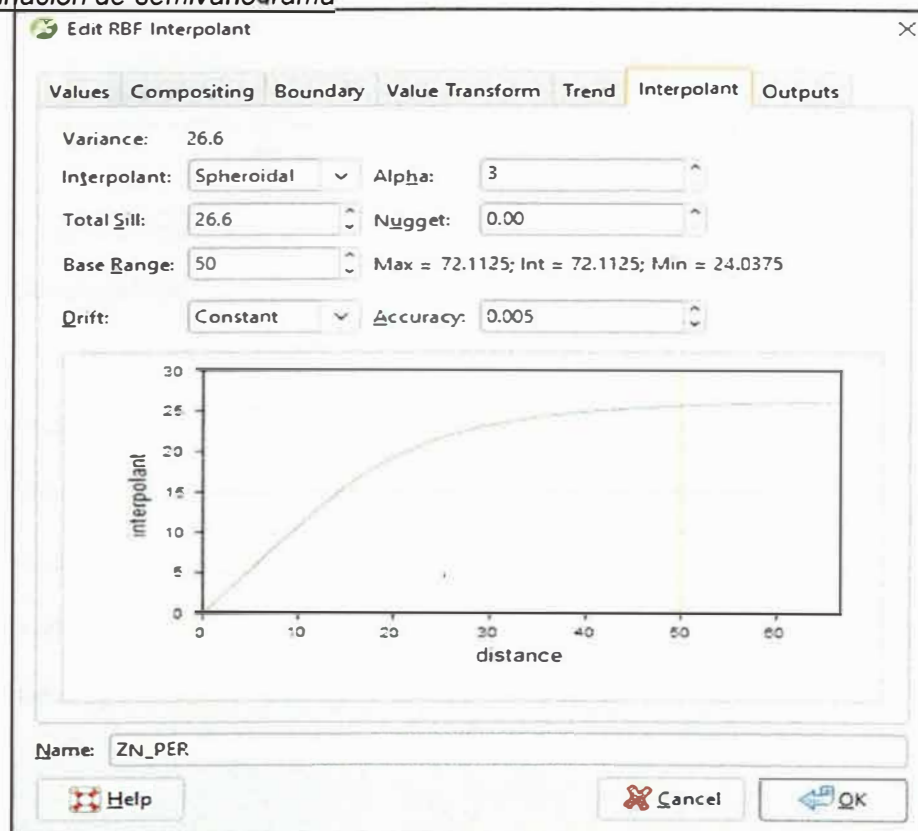 de semivariograma
Edit RBF Interpolant
Values Compositing Boundary Value Transform Trend Interpolant Outputs
Variance: 26.6
Interpolant: Spheroidal Alpha: 3
Total Sill: 26.6 Nugget: 0.00
Base Range: 50 Max = 72.1125; Int = 72.1125; Min = 24.0375
Drift: Constant Accuracy: 0.005
30
25
20
15
10
5
0
interpolant
0 10 20 30 40 50 60
distance
Name: ZN_PER
Help Cancel OK